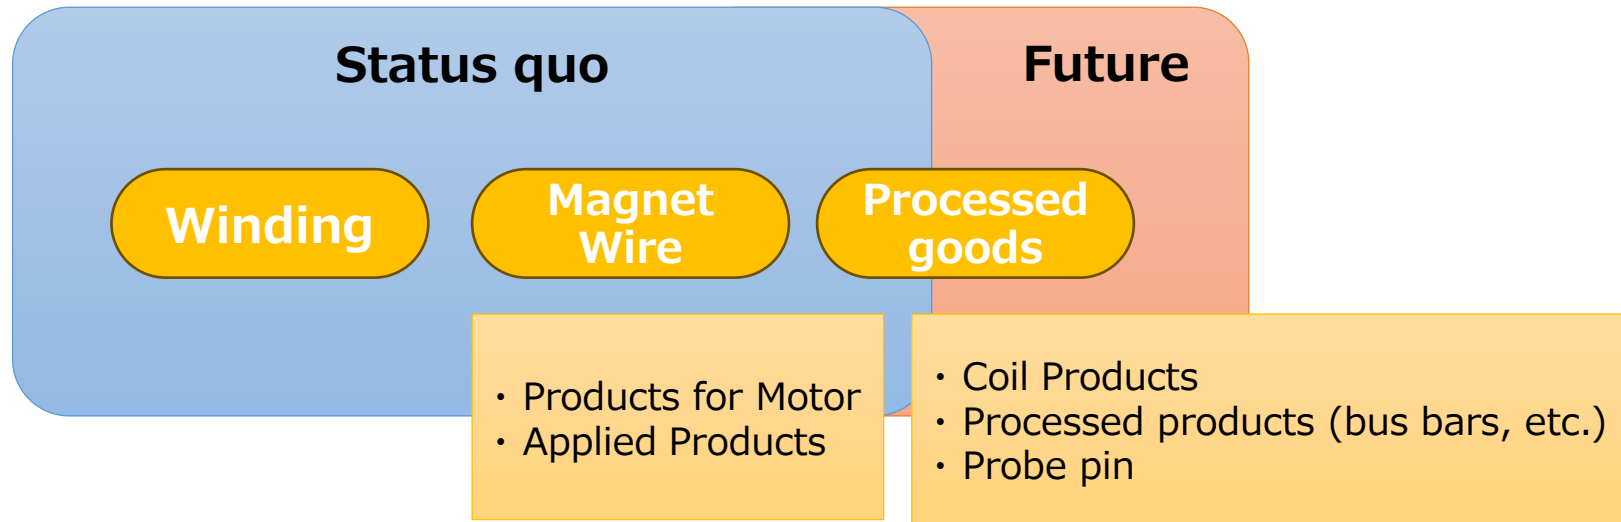 Status quo
Future
Winding
Magnet
Wire
Processed
goods
・Products for Motor
・Applied Products
・Coil Products
・Processed products (bus bars, etc.)
・Probe pin